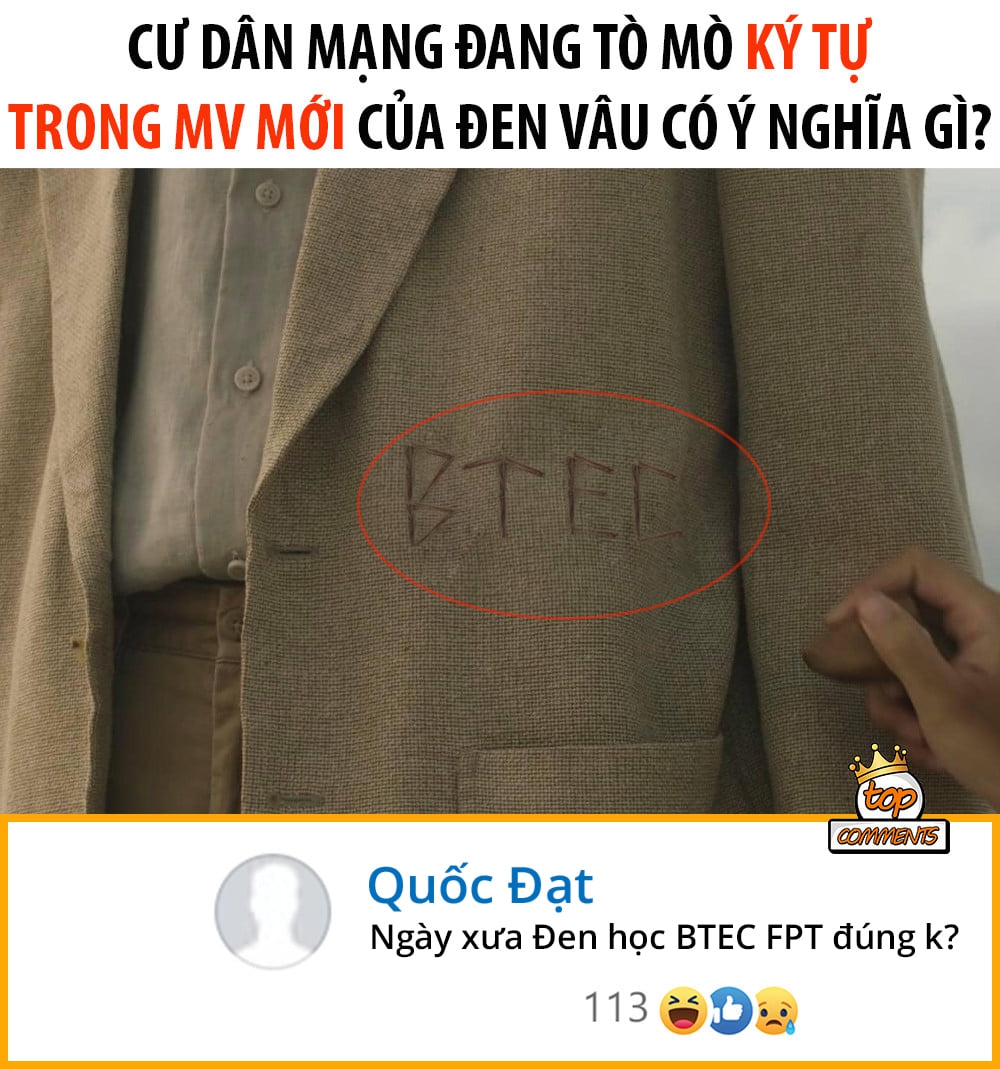 CƯ DÂN MẠNG ĐANG TÒ MÒ KÝ TỰ
TRONG MV MỚI CỦA ĐEN VÂU CÓ Ý NGHĨA GÌ?
BTEC
top
COMMENTS
Quốc Đạt
Ngày xưa Đen học BTEC FPT đúng k?
113